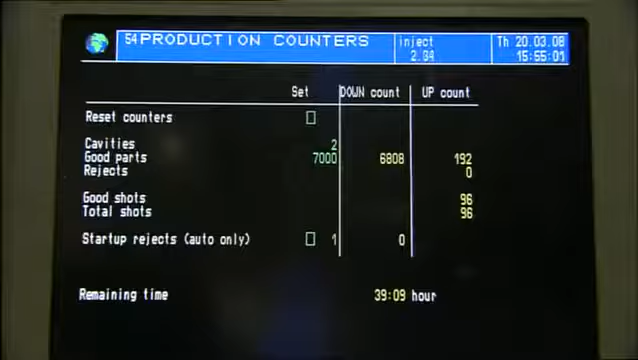 54 PRODUCTION COUNTERS inject Th 20.03.08
2.84 15:55:01
Set DOWN count UP count
Reset counters
Cavities 2
Good parts 7000 6808 192
Rejects 0
Good shots 96
Total shots 96
Startup rejects (auto only) 1 0
Remaining time 39:09 hour